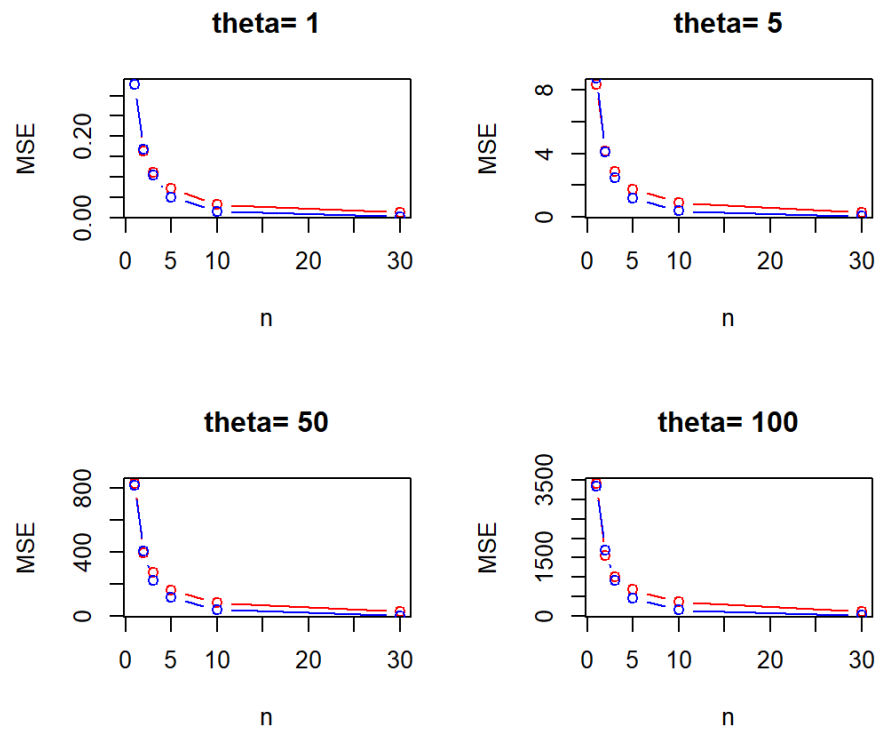 theta= 1
MSE
0.00 0.20
0 5 10 20 30
n
theta= 5
MSE
0 4 8
0 5 10 20 30
n
theta= 50
MSE
0 400 800
0 5 10 20 30
n
theta= 100
MSE
0 1500 3500
0 5 10 20 30
n